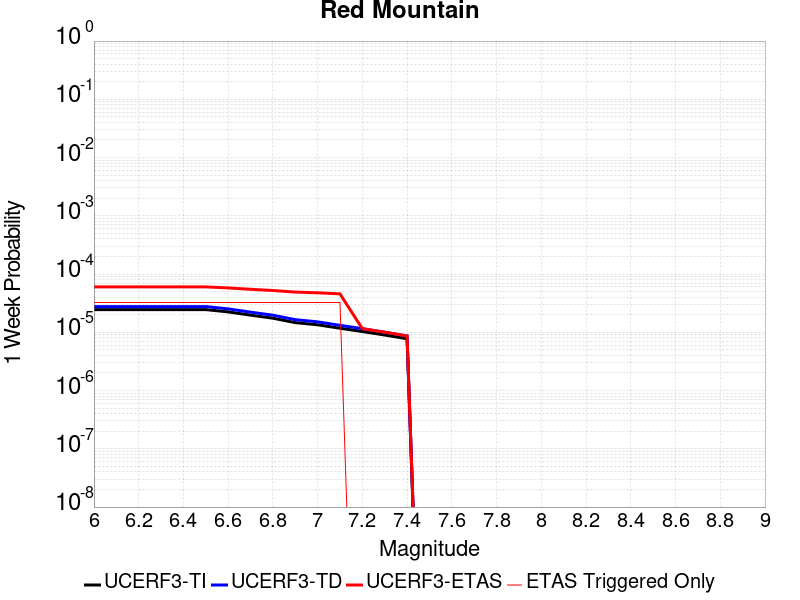 Red Mountain
10^0
10^-1
10^-2
10^-3
10^-4
10^-5
10^-6
10^-7
10^-8
1 Week Probability
6 6.2 6.4 6.6 6.8 7 7.2 7.4 7.6 7.8 8 8.2 8.4 8.6 8.8 9
Magnitude
UCERF3-TI UCERF3-TD UCERF3-ETAS ETAS Triggered Only